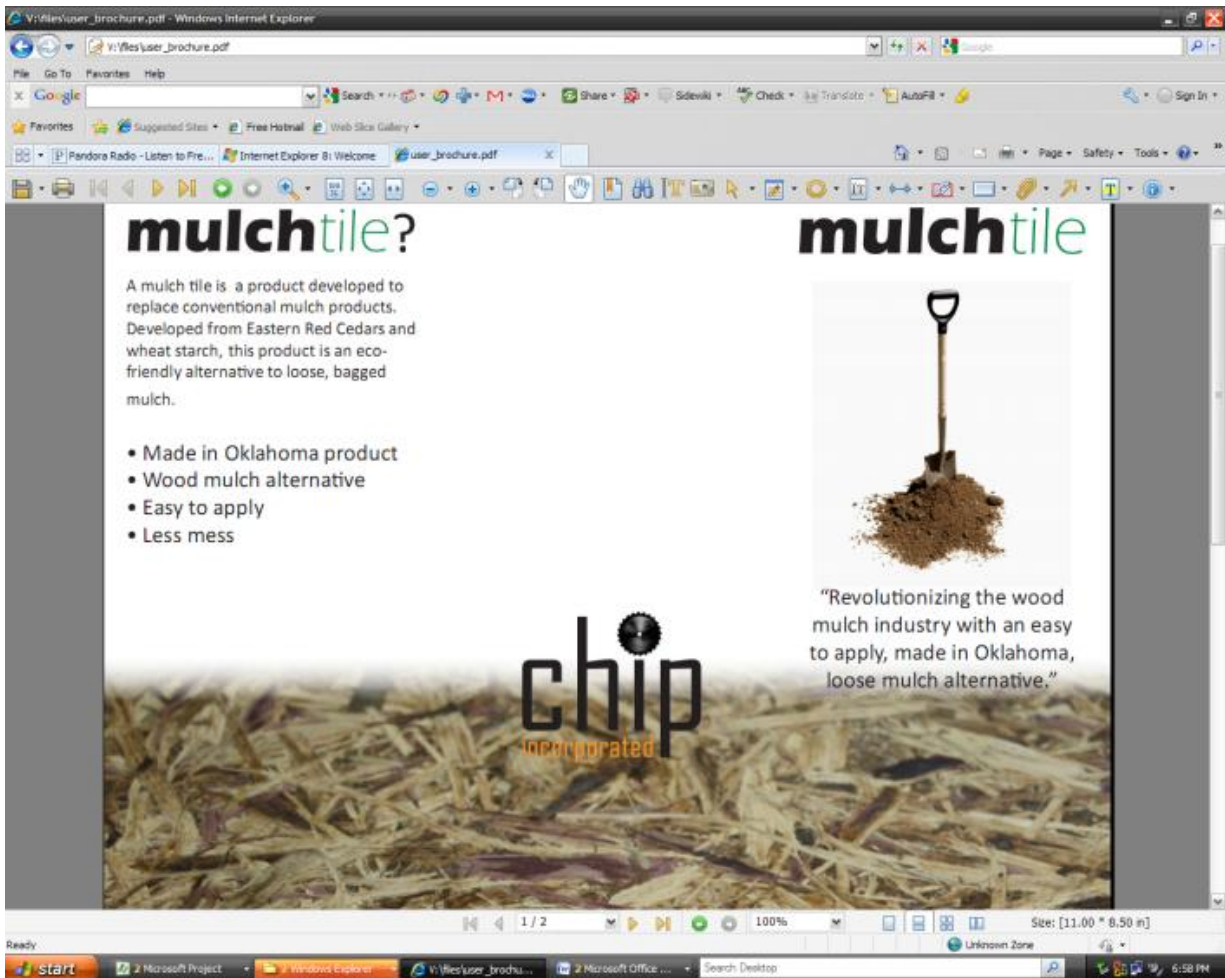 V:\files\user_brochure.pdf - Windows Internet Explorer
V:\files\user_brochure.pdf
Google
File Go To Favorites Help
x Google
Search
Share
Sidewiki
Check
Translate
AutoFill
Sign In
Favorites
Suggested Sites
Free Hotmail
Web Slice Gallery
Pandora Radio - Listen to Fre...
Internet Explorer 8: Welcome
user_brochure.pdf
X
Page
Safety
Tools
mulchtile?
A mulch tile is a product developed to
replace conventional mulch products.
Developed from Eastern Red Cedars and
wheat starch, this product is an eco-
friendly alternative to loose, bagged
mulch.
• Made in Oklahoma product
• Wood mulch alternative
• Easy to apply
• Less mess
chip
incorporated
mulchtile
“Revolutionizing the wood
mulch industry with an easy
to apply, made in Oklahoma,
loose mulch alternative.”
1 / 2
100%
Size: [11.00 * 8.50 in]
Ready
Unknown Zone
start
2 Microsoft Project
2 Windows Explorer
V:\files\user_brochu...
2 Microsoft Office ...
Search Desktop
6:58 PM